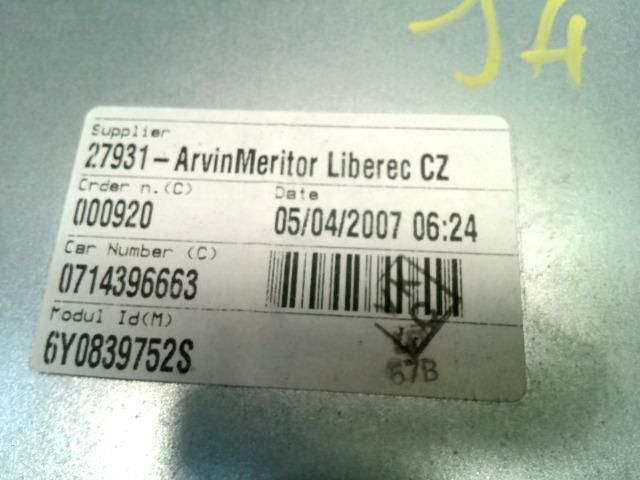 Supplier
27931-ArvinMeritor Liberec CZ
Order n.(C) Date
000920 05/04/2007 06:24
Car Number (C)
0714396663
Modul Id(M)
6Y0839752S
67B